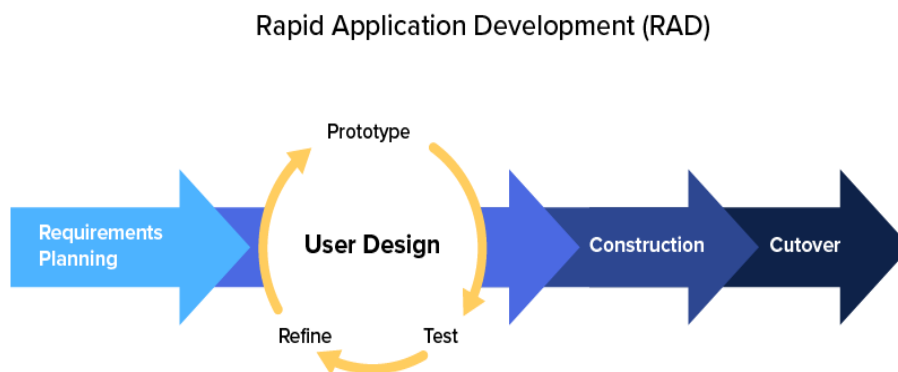 Rapid Application Development (RAD)
Prototype
Requirements
Planning
User Design
Construction
Cutover
Refine
Test